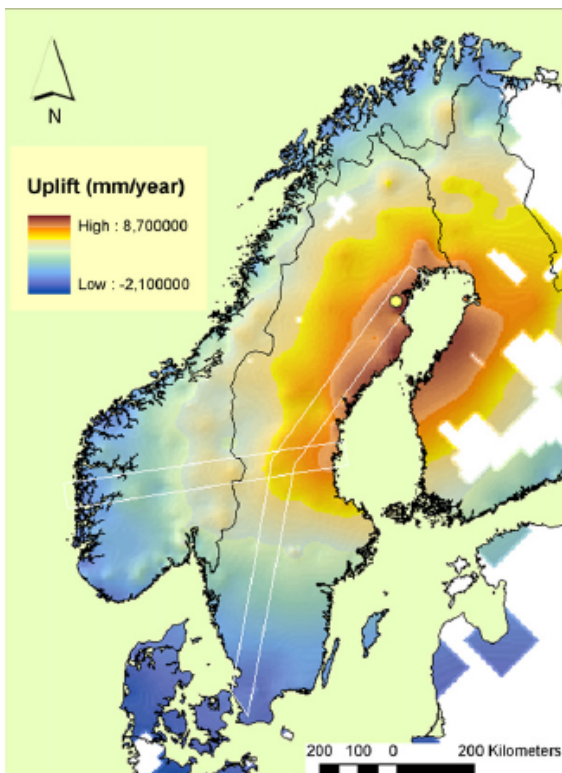 N
Uplift (mm/year)
High : 8,700000
Low : -2,100000
200 100 0 200 Kilometers